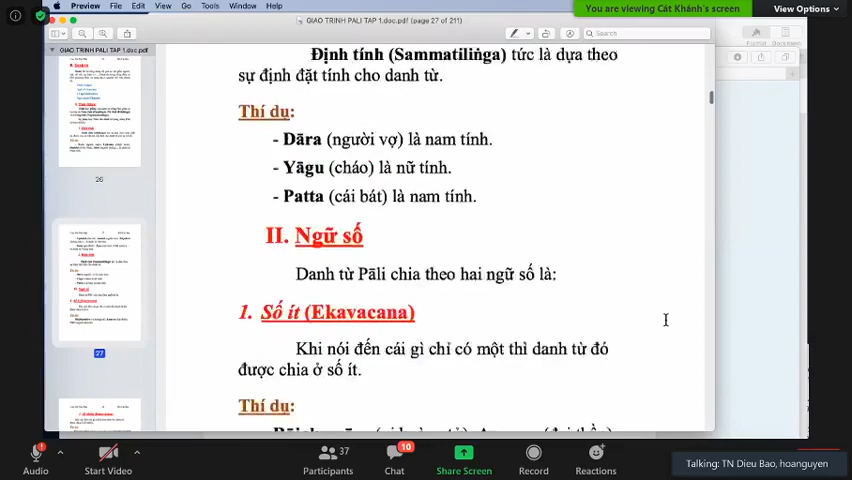 Preview File Edit View Go Tools Window Help
You are viewing Cát Khánh's screen
View Options
GIAO TRINH PALI TAP 1.doc.pdf (page 27 of 211)
Search
Format
GIAO TRINH PALI TAP 1.doc.pdf
26
27
Định tính (Sammatiliṅga) tức là dựa theo
sự định đặt tính cho danh từ.
Thí dụ:
- Dāra (người vợ) là nam tính.
- Yāgu (cháo) là nữ tính.
- Patta (cái bát) là nam tính.
II. Ngữ số
Danh từ Pāli chia theo hai ngữ số là:
1. Số ít (Ekavacana)
Khi nói đến cái gì chỉ có một thì danh từ đó
được chia ở số ít.
Thí dụ:
Audio
Start Video
37
Participants
10
Chat
Share Screen
Record
Reactions
Talking: TN Dieu Bao, hoanguyen